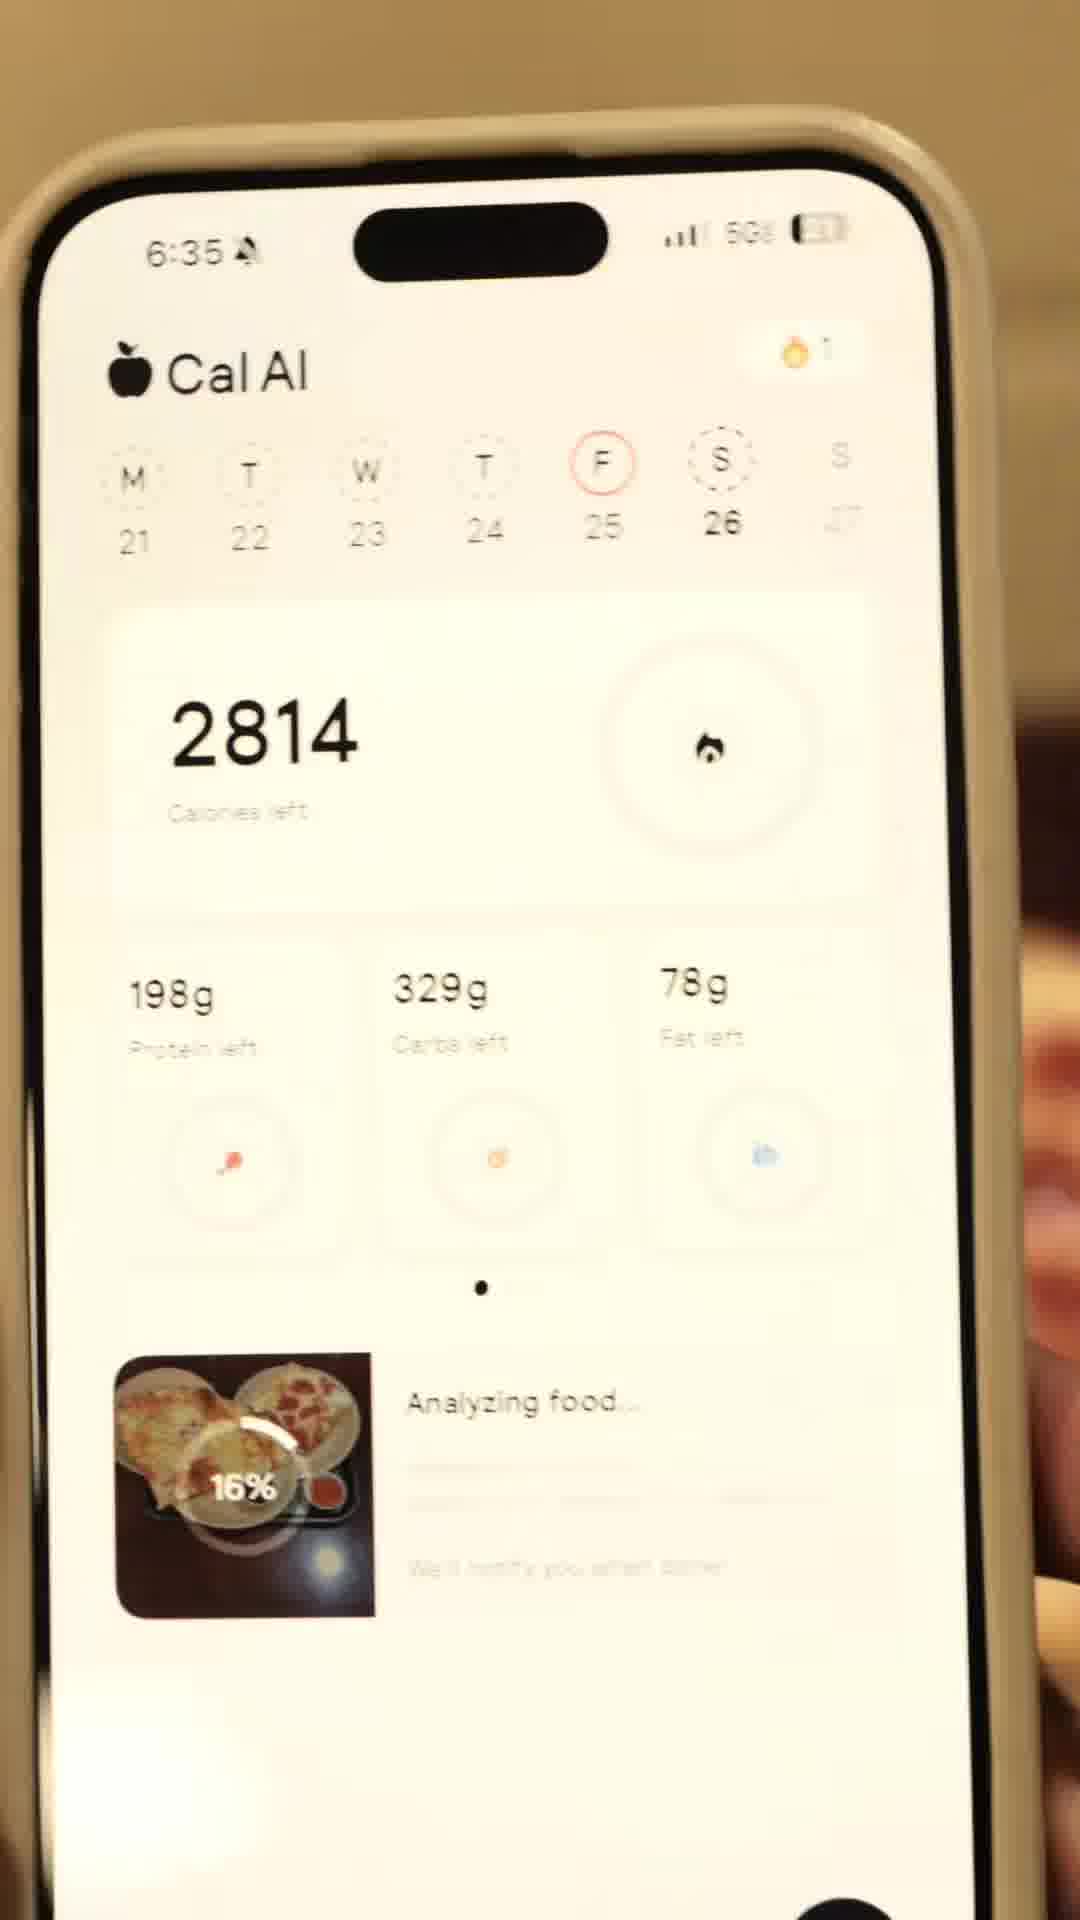 6:35
5G
Cal AI
1
M T W T F S S
21 22 23 24 25 26 27
2814
Calories left
198g 329g 78g
Protein left Carbs left Fat left
16%
Analyzing food...
We'll notify you when done!